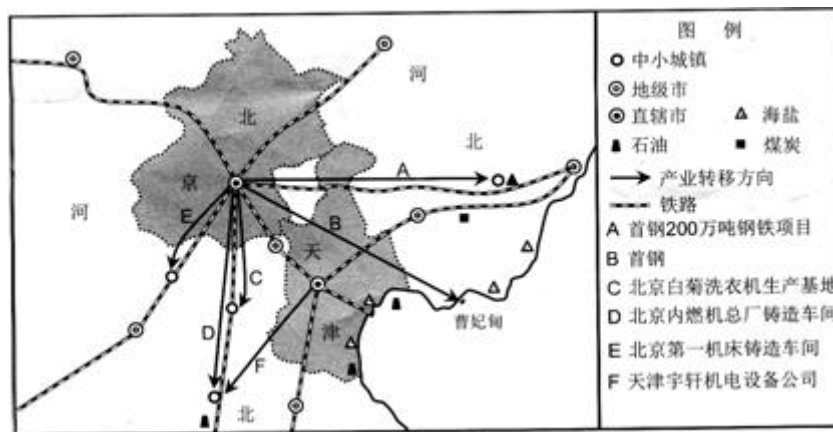 河
北
北
京
河
天
津
北
A
B
C
D
E
F
曹妃甸
图 例
中小城镇
地级市
直辖市
海盐
石油
煤炭
产业转移方向
铁路
A 首钢200万吨钢铁项目
B 首钢
C 北京白菊洗衣机生产基地
D 北京内燃机总厂铸造车间
E 北京第一机床铸造车间
F 天津宇轩机电设备公司